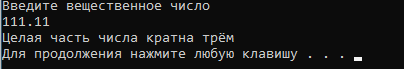 Введите вещественное число
111.11
Целая часть числа кратна трём
Для продолжения нажмите любую клавишу . . .